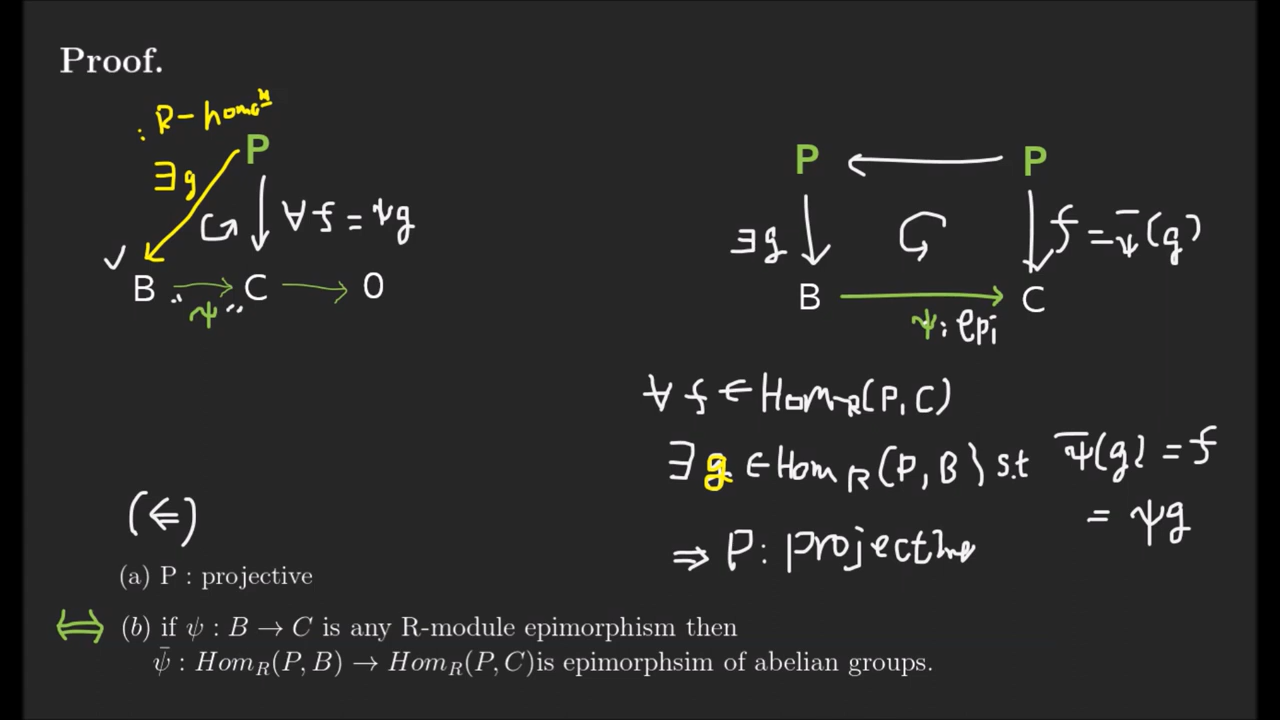 Proof.
: R-homo
P
∃g
∀ f = ψg
B
C
0
ψ
P
P
∃g
f = ψ̄(g)
B
C
ψ : epi
∀ f ∈ Hom_R(P, C)
∃ g ∈ Hom_R(P, B) s.t ψ̄(g) = f
= ψg
⇒ P : projective
(⇐)
(a) P : projective
⟺ (b) if ψ : B → C is any R-module epimorphism then
ψ̄ : Hom_R(P, B) → Hom_R(P, C)is epimorphsim of abelian groups.